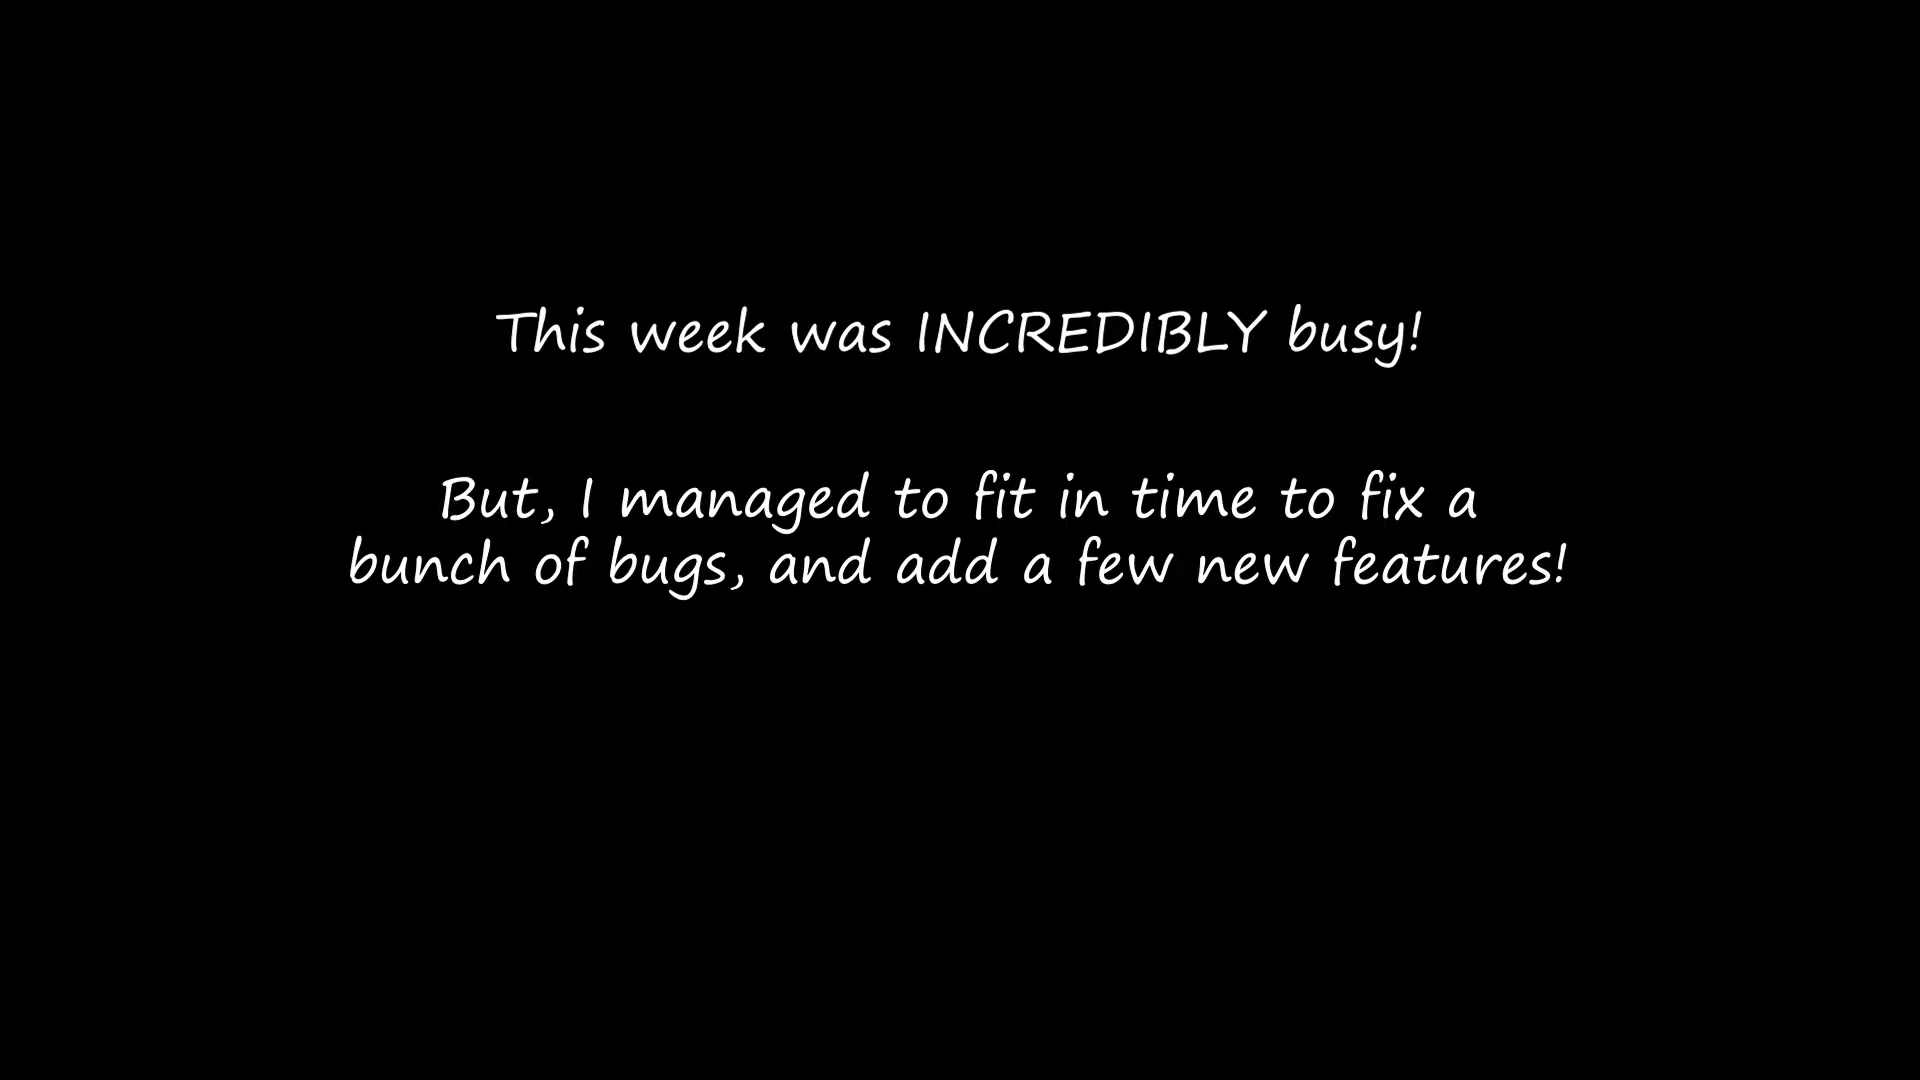 This week was INCREDIBLY busy!
But, I managed to fit in time to fix a
bunch of bugs, and add a few new features!